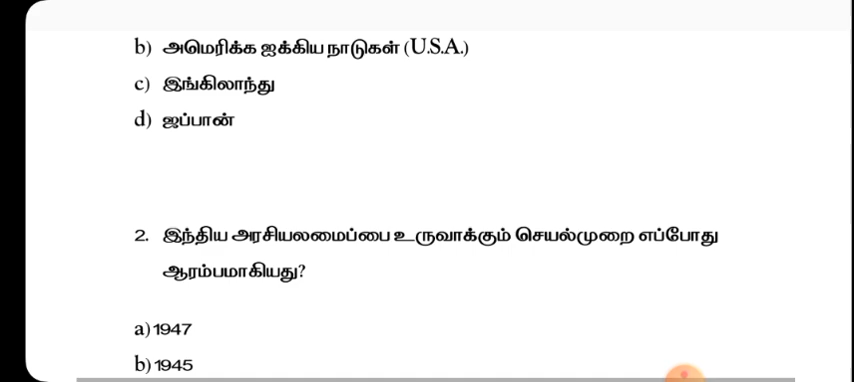 b) அமெரிக்க ஐக்கிய நாடுகள் (U.S.A.)
c) இங்கிலாந்து
d) ஜப்பான்
2. இந்திய அரசியலமைப்பை உருவாக்கும் செயல்முறை எப்போது
ஆரம்பமாகியது?
a) 1947
b) 1945